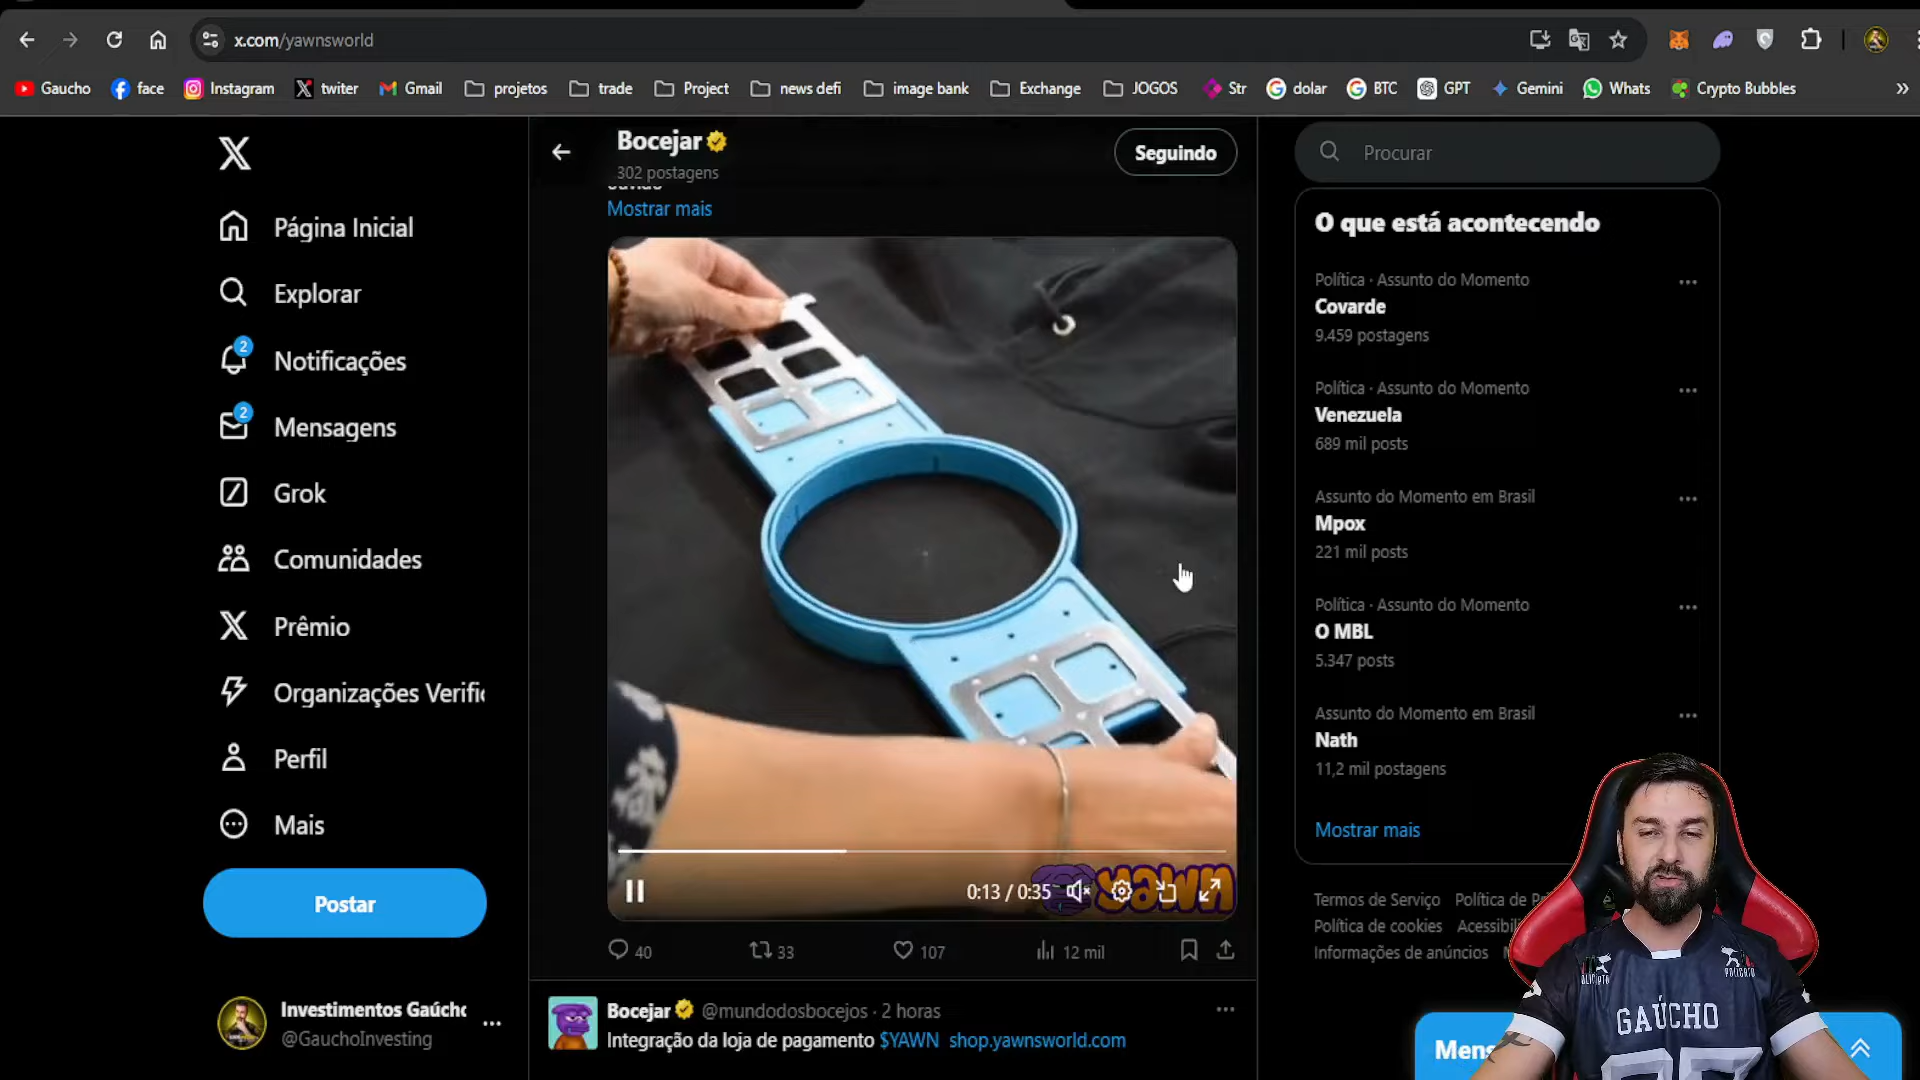 x.com/yawnsworld
Gaucho
face
Instagram
twiter
Gmail
projetos
trade
Project
news defi
image bank
Exchange
JOGOS
Str
dolar
BTC
GPT
Gemini
Whats
Crypto Bubbles
Página Inicial
Explorar
2
Notificações
2
Mensagens
Grok
Comunidades
Prêmio
Organizações
Perfil
Mais
Postar
Investimentos
@GauchoInvesting
Bocejar
302 postagens
Seguindo
Mostrar mais
0:13 / 0:35
yawn
40
33
107
12 mil
Bocejar @mundodosbocejos · 2 horas
Integração da loja de pagamento $YAWN shop.yawnsworld.com
Procurar
O que está acontecendo
Política · Assunto do Momento
Covarde
9.459 postagens
Política · Assunto do Momento
Venezuela
689 mil posts
Assunto do Momento em Brasil
Mpox
221 mil posts
Política · Assunto do Momento
O MBL
5.347 posts
Assunto do Momento em Brasil
Nath
11,2 mil postagens
Mostrar mais
Termos de Serviço Política de
Política de cookies
Informações de anúncios
GAÚCHO